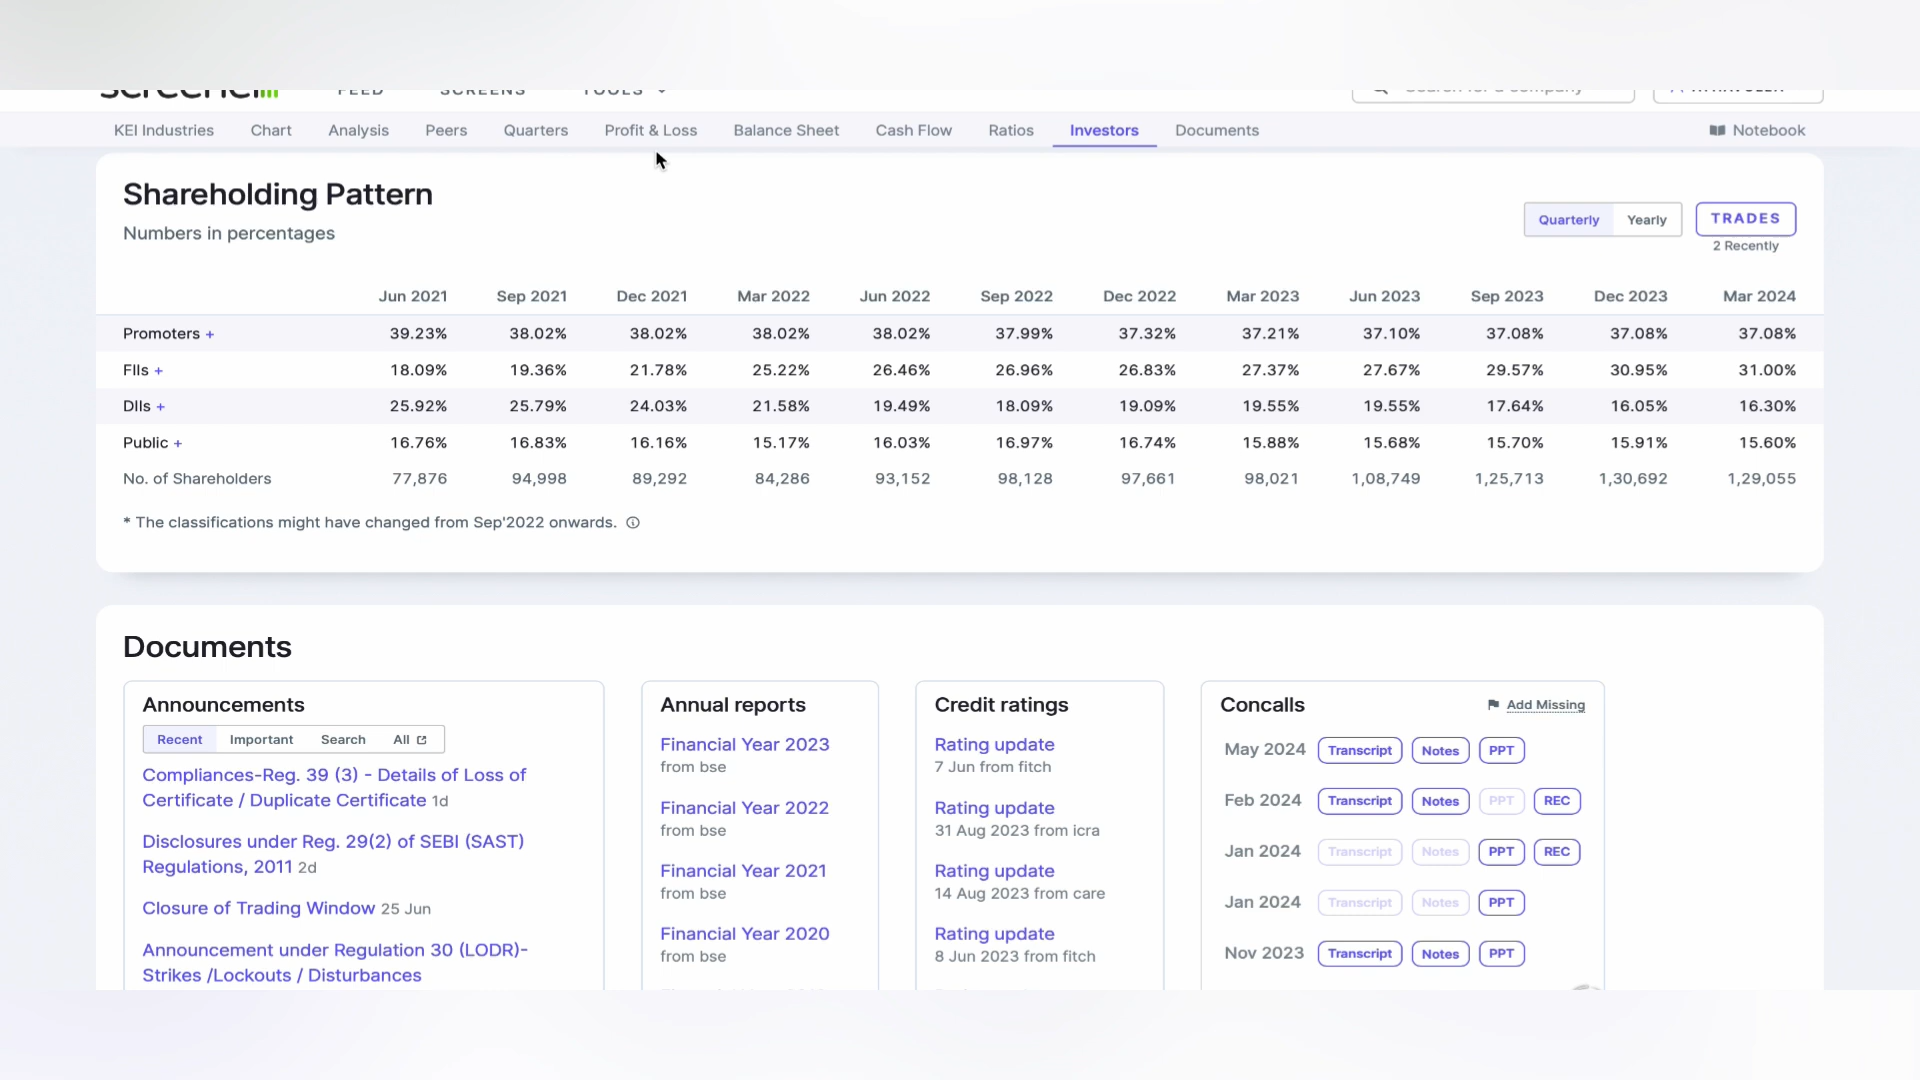 screener
FEED SCREENS TOOLS Search for a company
KEI Industries Chart Analysis Peers Quarters Profit & Loss Balance Sheet Cash Flow Ratios Investors Documents Notebook
Shareholding Pattern
Numbers in percentages
Quarterly Yearly TRADES
2 Recently
Jun 2021 Sep 2021 Dec 2021 Mar 2022 Jun 2022 Sep 2022 Dec 2022 Mar 2023 Jun 2023 Sep 2023 Dec 2023 Mar 2024
Promoters + 39.23% 38.02% 38.02% 38.02% 38.02% 37.99% 37.32% 37.21% 37.10% 37.08% 37.08% 37.08%
FIIs + 18.09% 19.36% 21.78% 25.22% 26.46% 26.96% 26.83% 27.37% 27.67% 29.57% 30.95% 31.00%
DIIs + 25.92% 25.79% 24.03% 21.58% 19.49% 18.09% 19.09% 19.55% 19.55% 17.64% 16.05% 16.30%
Public + 16.76% 16.83% 16.16% 15.17% 16.03% 16.97% 16.74% 15.88% 15.68% 15.70% 15.91% 15.60%
No. of Shareholders 77,876 94,998 89,292 84,286 93,152 98,128 97,661 98,021 1,08,749 1,25,713 1,30,692 1,29,055
* The classifications might have changed from Sep'2022 onwards.
Documents
Announcements
Recent Important Search All
Compliances-Reg. 39 (3) - Details of Loss of
Certificate / Duplicate Certificate 1d
Disclosures under Reg. 29(2) of SEBI (SAST)
Regulations, 2011 2d
Closure of Trading Window 25 Jun
Announcement under Regulation 30 (LODR)-
Strikes /Lockouts / Disturbances
Annual reports
Financial Year 2023
from bse
Financial Year 2022
from bse
Financial Year 2021
from bse
Financial Year 2020
from bse
Credit ratings
Rating update
7 Jun from fitch
Rating update
31 Aug 2023 from icra
Rating update
14 Aug 2023 from care
Rating update
8 Jun 2023 from fitch
Concalls Add Missing
May 2024 Transcript Notes PPT
Feb 2024 Transcript Notes PPT REC
Jan 2024 Transcript Notes PPT REC
Jan 2024 Transcript Notes PPT
Nov 2023 Transcript Notes PPT